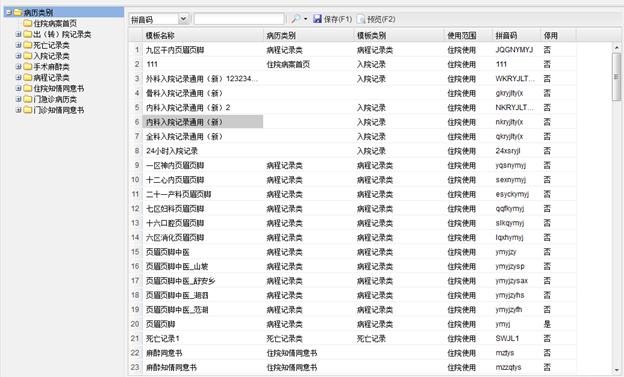 病历类别
住院病案首页
出（转）院记录类
死亡记录类
入院记录类
手术麻醉类
病程记录类
住院知情同意书
门急诊病历类
门诊知情同意书
拼音码 保存(F1) 预览(F2)
模板名称 病历类别 模板类别 使用范围 拼音码 停用
1 九区干内页眉页脚 病程记录类 病程记录类 住院使用 JQGNYMYJ 否
2 111 住院病案首页 入院记录类 住院使用 111 否
3 外科入院记录通用（新）123234... 入院记录类 住院使用 WKRYJLT... 否
4 骨科入院记录通用（新） 住院使用 gkryjlty(x 否
5 内科入院记录通用（新）2 入院记录类 住院使用 NKRYJLT... 否
6 内科入院记录通用（新） 入院记录类 住院使用 nkryjlty(x 否
7 全科入院记录通用（新） 入院记录类 住院使用 qkryjlty(x 否
8 24小时入院记录 入院记录类 住院使用 24xsryjl 否
9 一区神内页眉页脚 病程记录类 病程记录类 住院使用 yqsnymyj 否
10 十二心内页眉页脚 病程记录类 病程记录类 住院使用 sexnymyj 否
11 二十一产科页眉页脚 病程记录类 病程记录类 住院使用 esyckymyj 否
12 七区妇科页眉页脚 病程记录类 病程记录类 住院使用 qqfkymyj 否
13 十六口腔页眉页脚 病程记录类 病程记录类 住院使用 slkqymyj 否
14 六区消化页眉页脚 病程记录类 病程记录类 住院使用 lqxhymyj 否
15 页眉页脚中医 病程记录类 病程记录类 住院使用 ymyjzy 否
16 页眉页脚中医_山坡 病程记录类 病程记录类 住院使用 ymyjzysp 否
17 页眉页脚中医_舒安乡 病程记录类 病程记录类 住院使用 ymyjzysax 否
18 页眉页脚中医_湖泗 病程记录类 病程记录类 住院使用 ymyjzyhs 否
19 页眉页脚中医_范湖 病程记录类 病程记录类 住院使用 ymyjzyfh 否
20 页眉页脚 病程记录类 病程记录类 住院使用 ymyj 是
21 死亡记录1 死亡记录类 死亡记录 住院使用 SWJL1 否
22 麻醉同意书 住院知情同意书 住院使用 mztys 否
23 麻醉知情同意书 住院知情同意书 住院使用 mzzqtys 否